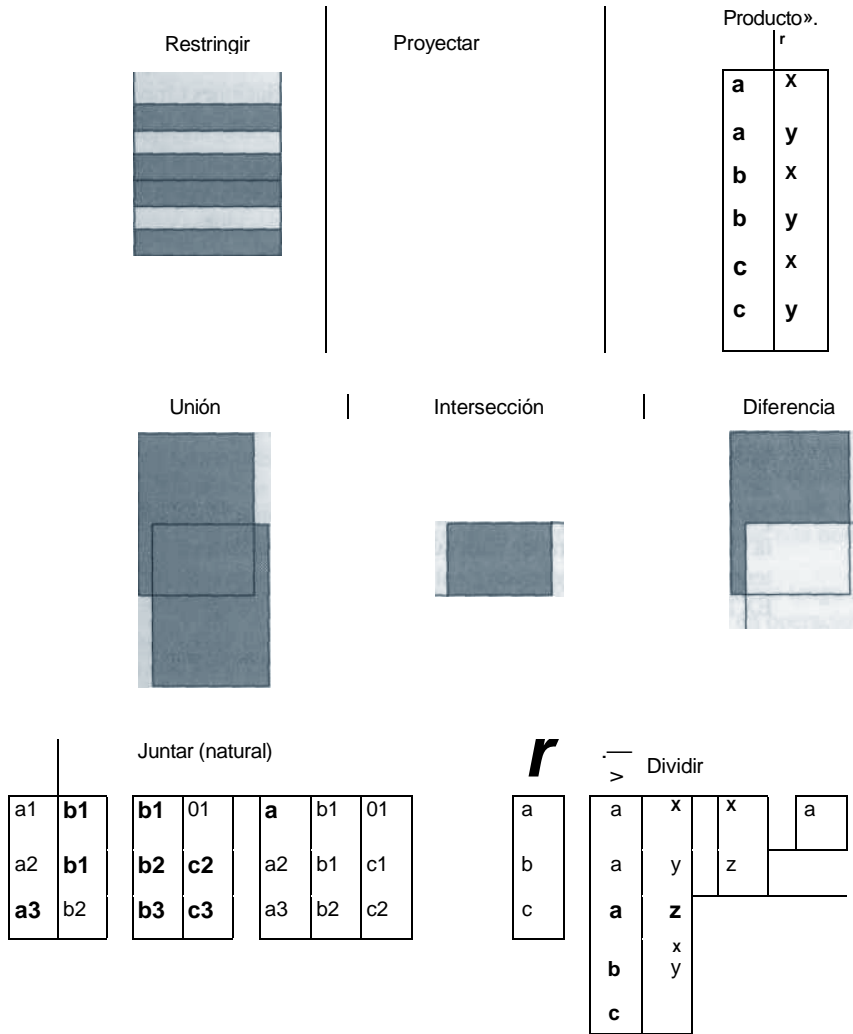 Restringir
Proyectar
Producto».
r
a x
a y
b x
b y
c x
c y
Unión
Intersección
Diferencia
Juntar (natural)
a1 b1 b1 01 a b1 01
a2 b1 b2 c2 a2 b1 c1
a3 b2 b3 c3 a3 b2 c2
r .— > Dividir
a a x x a
b a y z
c a z
x
b y
c